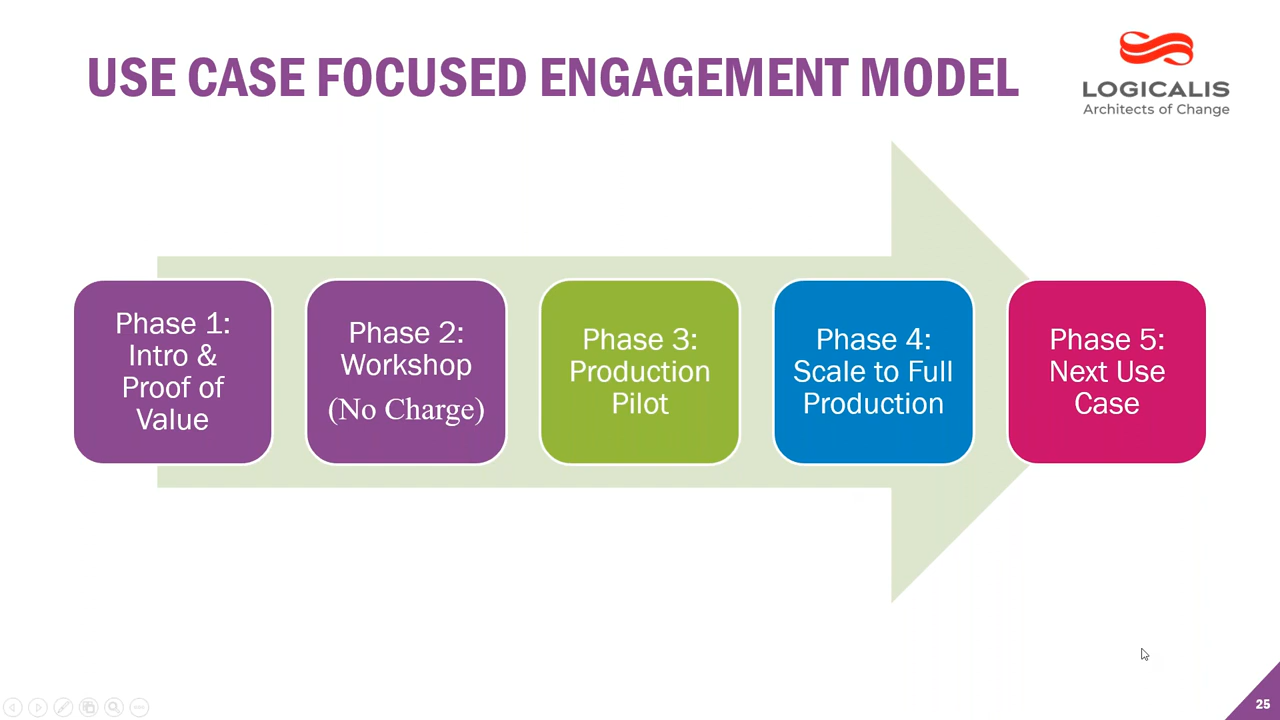 USE CASE FOCUSED ENGAGEMENT MODEL
LOGICALIS
Architects of Change
Phase 1:
Intro &
Proof of
Value
Phase 2:
Workshop
(No Charge)
Phase 3:
Production
Pilot
Phase 4:
Scale to Full
Production
Phase 5:
Next Use
Case
25